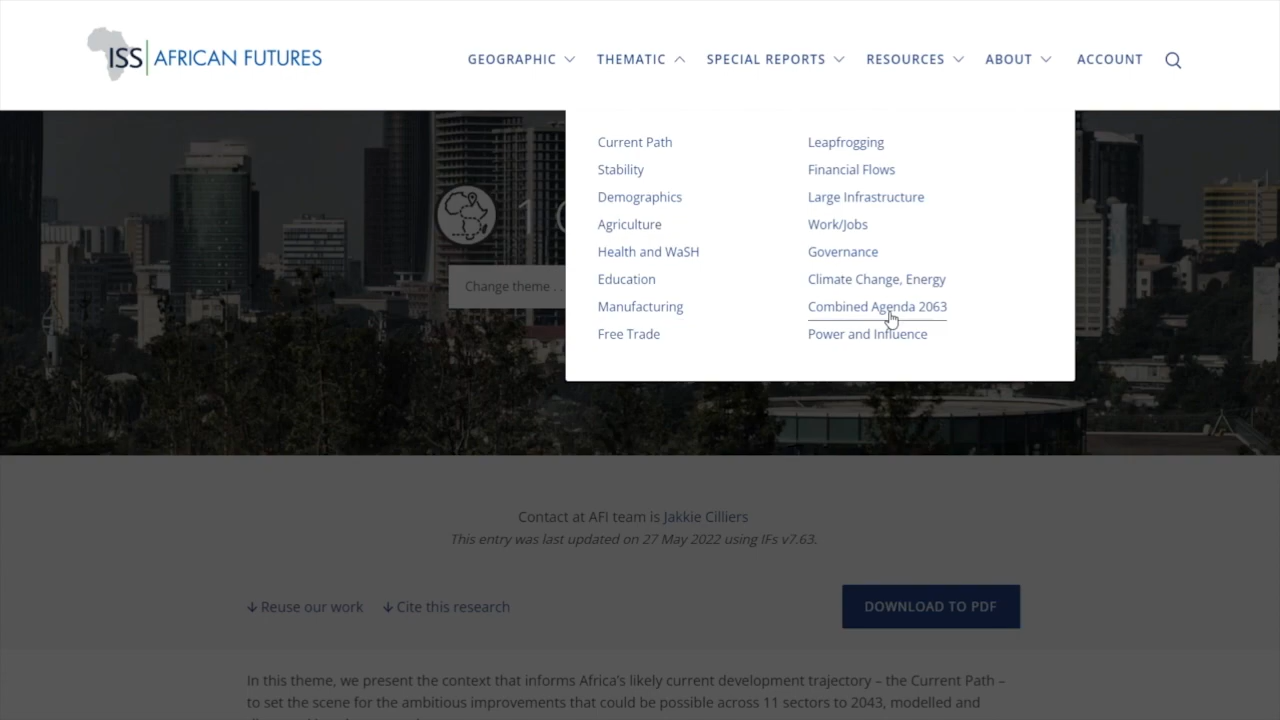 ISS AFRICAN FUTURES
GEOGRAPHIC THEMATIC SPECIAL REPORTS RESOURCES ABOUT ACCOUNT
Current Path
Stability
Demographics
Agriculture
Health and WaSH
Education
Manufacturing
Free Trade
Leapfrogging
Financial Flows
Large Infrastructure
Work/Jobs
Governance
Climate Change, Energy
Combined Agenda 2063
Power and Influence
Change theme . .
Contact at AFI team is Jakkie Cilliers
This entry was last updated on 27 May 2022 using IFs v7.63.
Reuse our work Cite this research
DOWNLOAD TO PDF
In this theme, we present the context that informs Africa's likely current development trajectory – the Current Path –
to set the scene for the ambitious improvements that could be possible across 11 sectors to 2043, modelled and